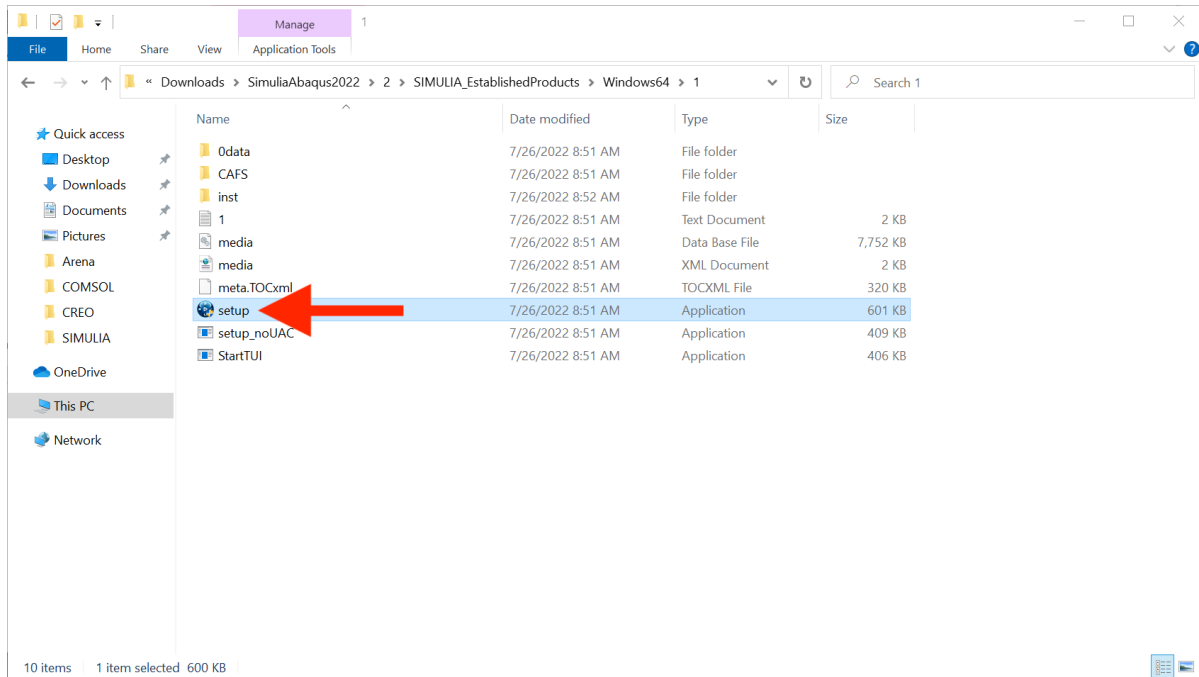 Manage 1
File Home Share View Application Tools
« Downloads > SimuliaAbaqus2022 > 2 > SIMULIA_EstablishedProducts > Windows64 > 1 Search 1
Name Date modified Type Size
Quick access
Desktop
Downloads
Documents
Pictures
Arena
COMSOL
CREO
SIMULIA
OneDrive
This PC
Network
0data 7/26/2022 8:51 AM File folder
CAFS 7/26/2022 8:51 AM File folder
inst 7/26/2022 8:52 AM File folder
1 7/26/2022 8:51 AM Text Document 2 KB
media 7/26/2022 8:51 AM Data Base File 7,752 KB
media 7/26/2022 8:51 AM XML Document 2 KB
meta.TOCxml 7/26/2022 8:51 AM TOCXML File 320 KB
setup 7/26/2022 8:51 AM Application 601 KB
setup_noUAC 7/26/2022 8:51 AM Application 409 KB
StartTUI 7/26/2022 8:51 AM Application 406 KB
10 items 1 item selected 600 KB